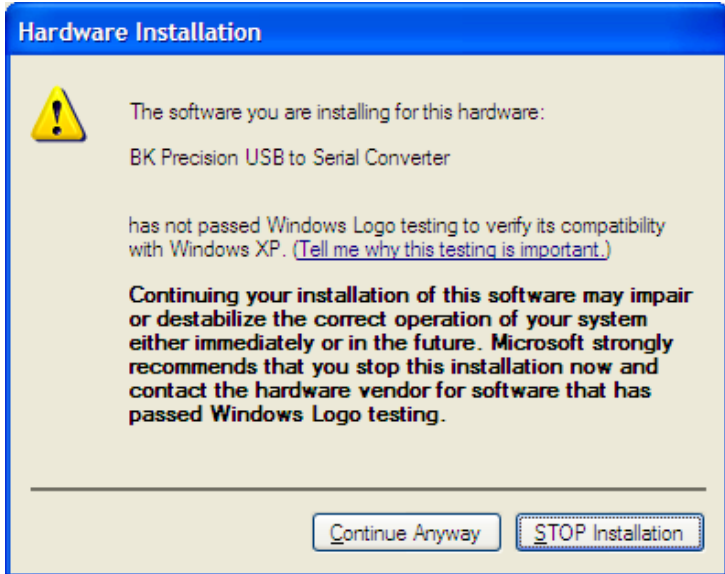 Hardware Installation
The software you are installing for this hardware:
BK Precision USB to Serial Converter
has not passed Windows Logo testing to verify its compatibility
with Windows XP. (Tell me why this testing is important.)
Continuing your installation of this software may impair
or destabilize the correct operation of your system
either immediately or in the future. Microsoft strongly
recommends that you stop this installation now and
contact the hardware vendor for software that has
passed Windows Logo testing.
Continue Anyway
STOP Installation